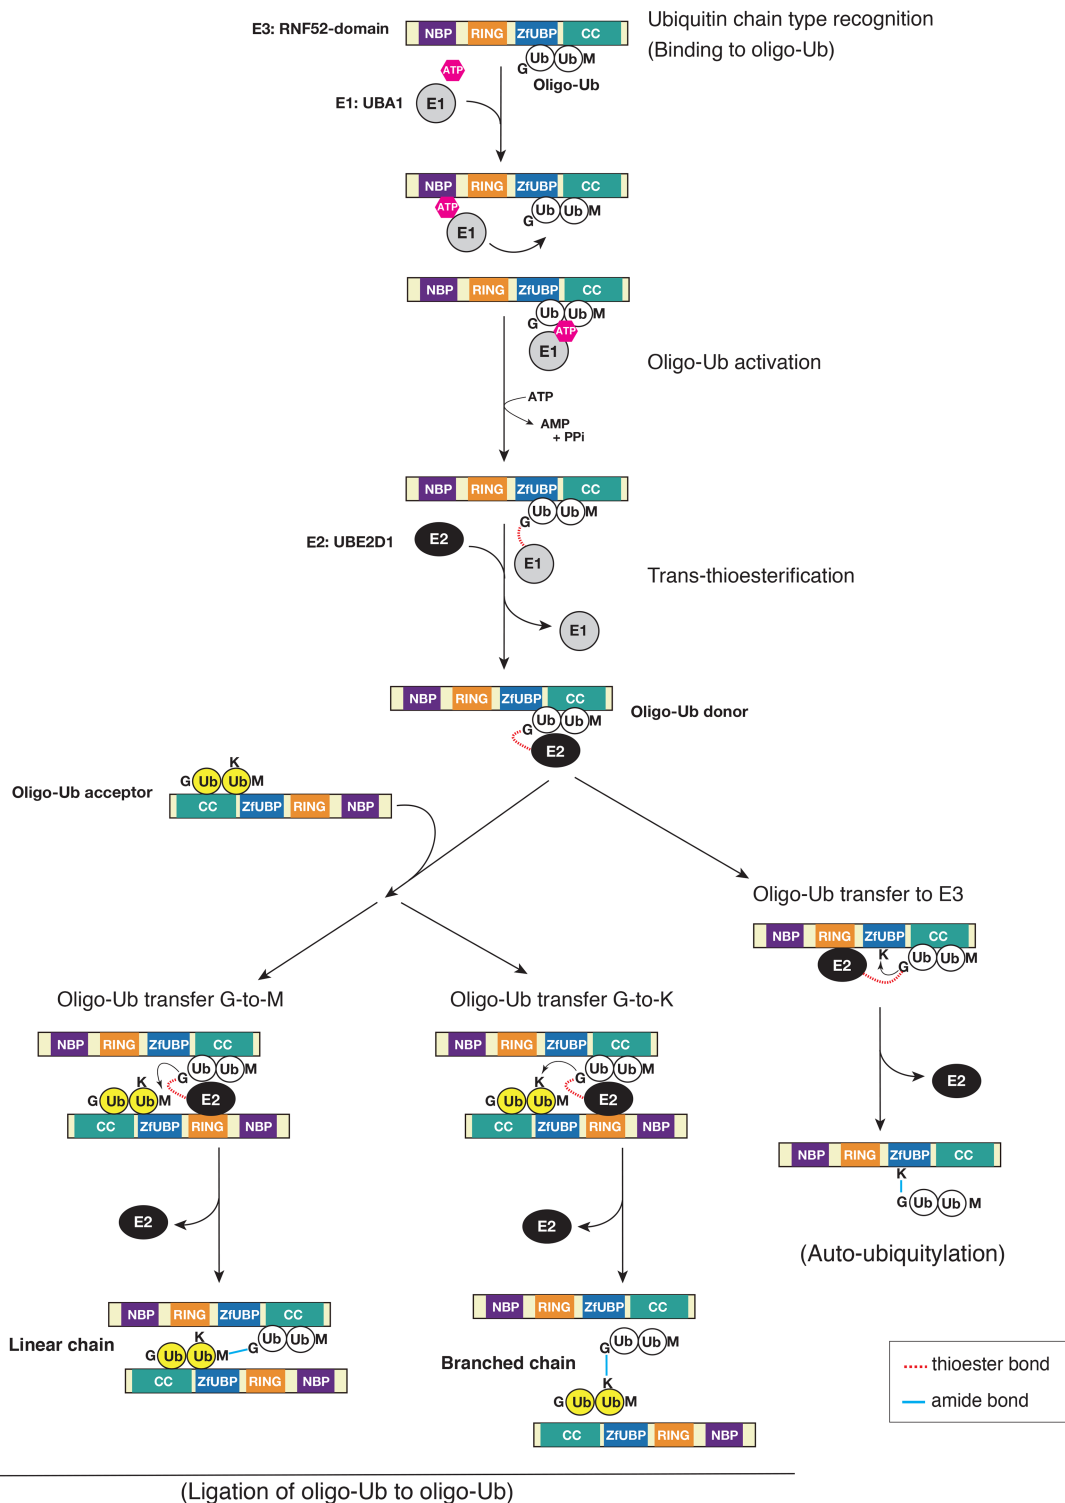 E3: RNF52-domain
NBP RING ZfUBP CC
Ubiquitin chain type recognition
(Binding to oligo-Ub)
G Ub Ub M
Oligo-Ub
ATP
E1: UBA1 E1
NBP RING ZfUBP CC
ATP
G Ub Ub M
E1
NBP RING ZfUBP CC
G Ub Ub M
ATP
E1
Oligo-Ub activation
ATP
AMP
+ PPi
NBP RING ZfUBP CC
G Ub Ub M
E2: UBE2D1 E2
E1
Trans-thioesterification
E1
NBP RING ZfUBP CC
Oligo-Ub donor
G Ub Ub M
E2
K
G Ub Ub M
Oligo-Ub acceptor
CC ZfUBP RING NBP
Oligo-Ub transfer to E3
NBP RING ZfUBP CC
K
E2 G Ub Ub M
Oligo-Ub transfer G-to-M
NBP RING ZfUBP CC
G Ub Ub M
K
G Ub Ub M E2
CC ZfUBP RING NBP
Oligo-Ub transfer G-to-K
NBP RING ZfUBP CC
G Ub Ub M
K
G Ub Ub M E2
CC ZfUBP RING NBP
E2
NBP RING ZfUBP CC
K
G Ub Ub M
(Auto-ubiquitylation)
E2
E2
NBP RING ZfUBP CC
Linear chain
K
G Ub Ub M
G Ub Ub M
CC ZfUBP RING NBP
NBP RING ZfUBP CC
G Ub Ub M
Branched chain
K
G Ub Ub M
CC ZfUBP RING NBP
thioester bond
amide bond
(Ligation of oligo-Ub to oligo-Ub)